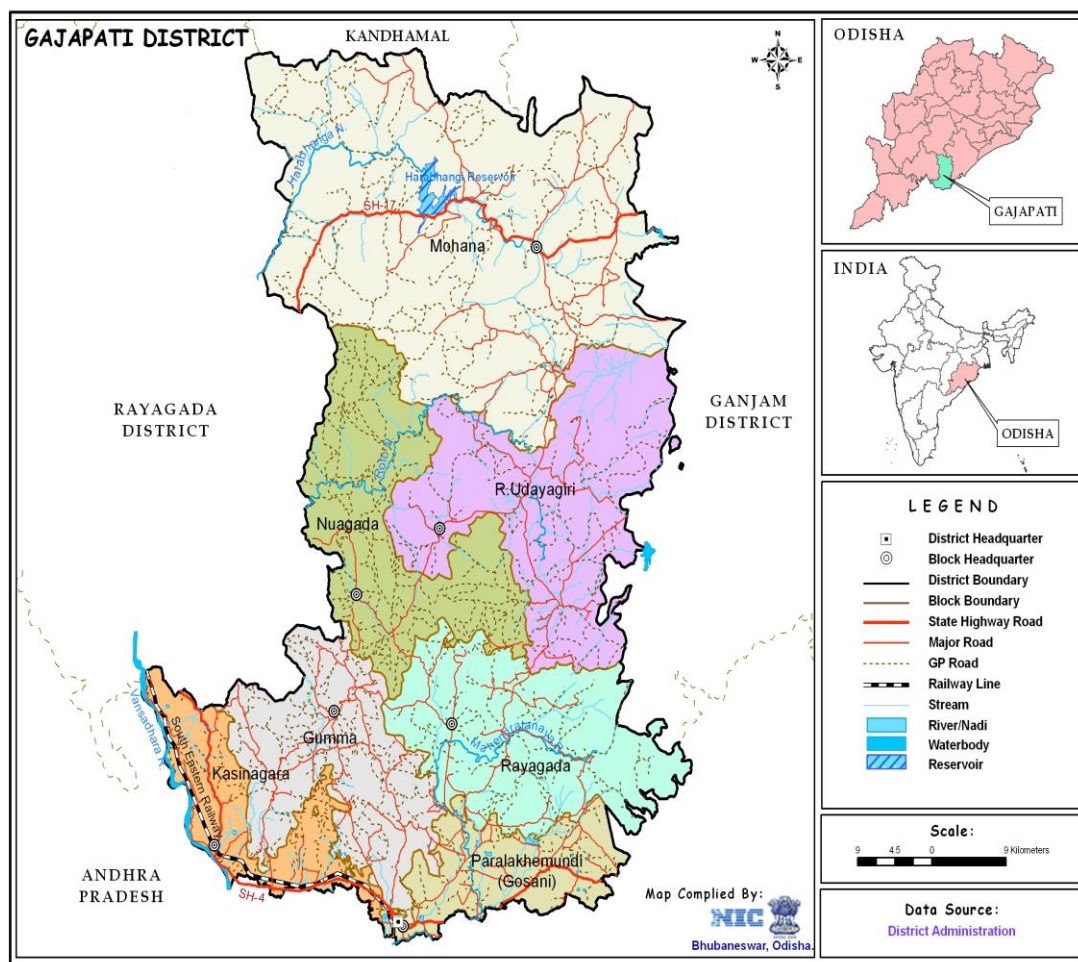 GAJAPATI DISTRICT
KANDHAMAL
N
W E
S
Harabhanga N.
Harabhangi Reservoir
SH-17
Mohana
RAYAGADA
DISTRICT
GANJAM
DISTRICT
Roto N.
R.Udayagiri
Nuagada
Vansadhara R.
South Eastern Railway
Gumma
Kasinagara
Mahendratanaya R.
Rayagada
Paralakhemundi
(Gosani)
SH-4
ANDHRA
PRADESH
Map Complied By:
NIC
Bhubaneswar, Odisha.
ODISHA
GAJAPATI
INDIA
ODISHA
LEGEND
District Headquarter
Block Headquarter
District Boundary
Block Boundary
State Highway Road
Major Road
GP Road
Railway Line
Stream
River/Nadi
Waterbody
Reservoir
Scale:
9 4.5 0 9 Kilometers
Data Source:
District Administration